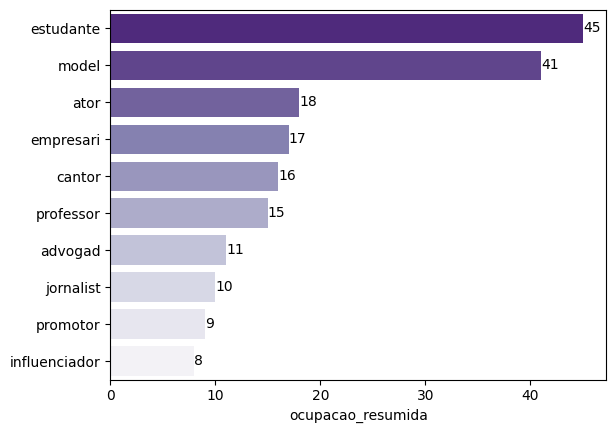 estudante 45
model 41
ator 18
empresari 17
cantor 16
professor 15
advogad 11
jornalist 10
promotor 9
influenciador 8
0 10 20 30 40
ocupacao_resumida